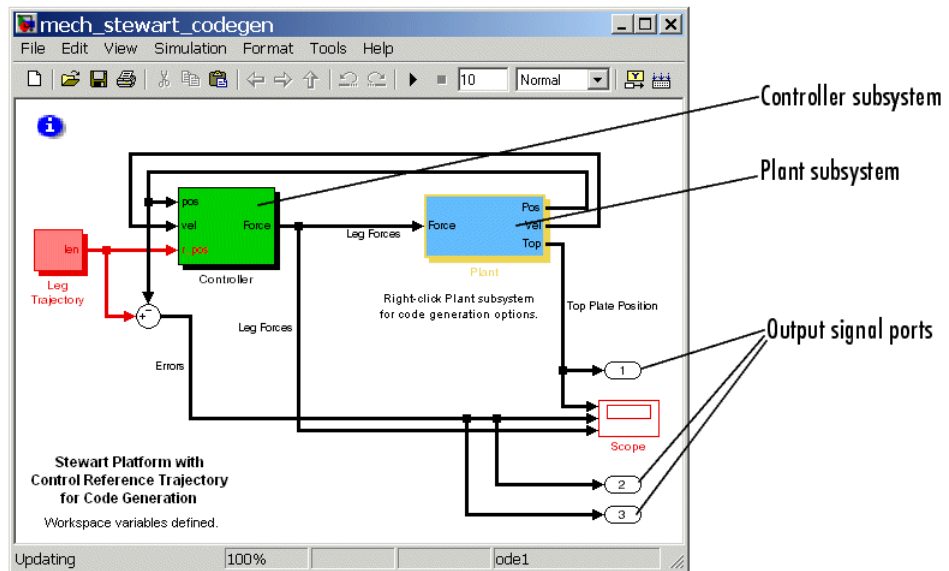 mech_stewart_codegen
File Edit View Simulation Format Tools Help
10 Normal
Controller subsystem
Plant subsystem
pos
vel
r_pos
Force
Controller
Leg Forces
Force
Pos
Vel
Top
Plant
len
Leg
Trajectory
Right-click Plant subsystem
for code generation options.
Top Plate Position
Leg Forces
Errors
Output signal ports
1
Scope
2
3
Stewart Platform with
Control Reference Trajectory
for Code Generation
Workspace variables defined.
Updating 100% ode1